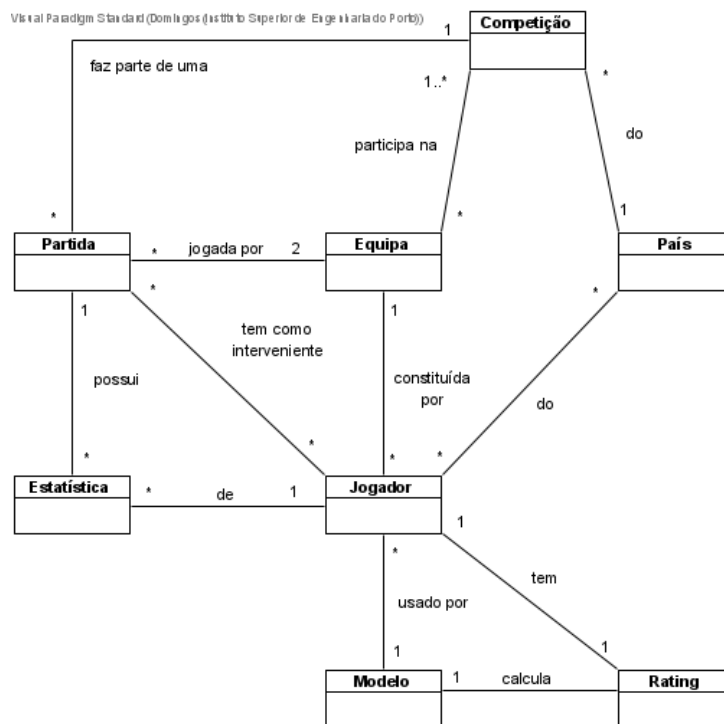 Visual Paradigm Standard (Domingos (Instituto Superior de Engenharia do Porto))
Competição
1
faz parte de uma
1..*
*
participa na
do
*
*
1
Partida
jogada por
2
*
Equipa
País
*
1
*
1
tem como
interveniente
possui
constituída
por
do
*
*
*
*
Estatística
*
de
1
Jogador
1
*
tem
usado por
1
1
Modelo
1
calcula
Rating